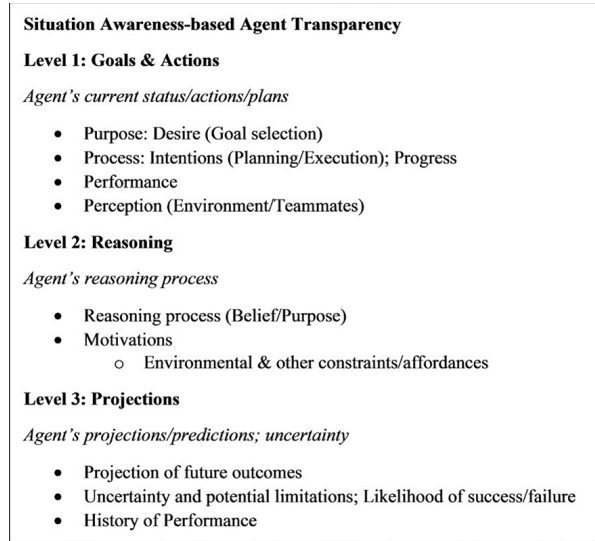 Situation Awareness-based Agent Transparency
Level 1: Goals & Actions
Agent's current status/actions/plans
• Purpose: Desire (Goal selection)
• Process: Intentions (Planning/Execution); Progress
• Performance
• Perception (Environment/Teammates)
Level 2: Reasoning
Agent's reasoning process
• Reasoning process (Belief/Purpose)
• Motivations
o Environmental & other constraints/affordances
Level 3: Projections
Agent's projections/predictions; uncertainty
• Projection of future outcomes
• Uncertainty and potential limitations; Likelihood of success/failure
• History of Performance